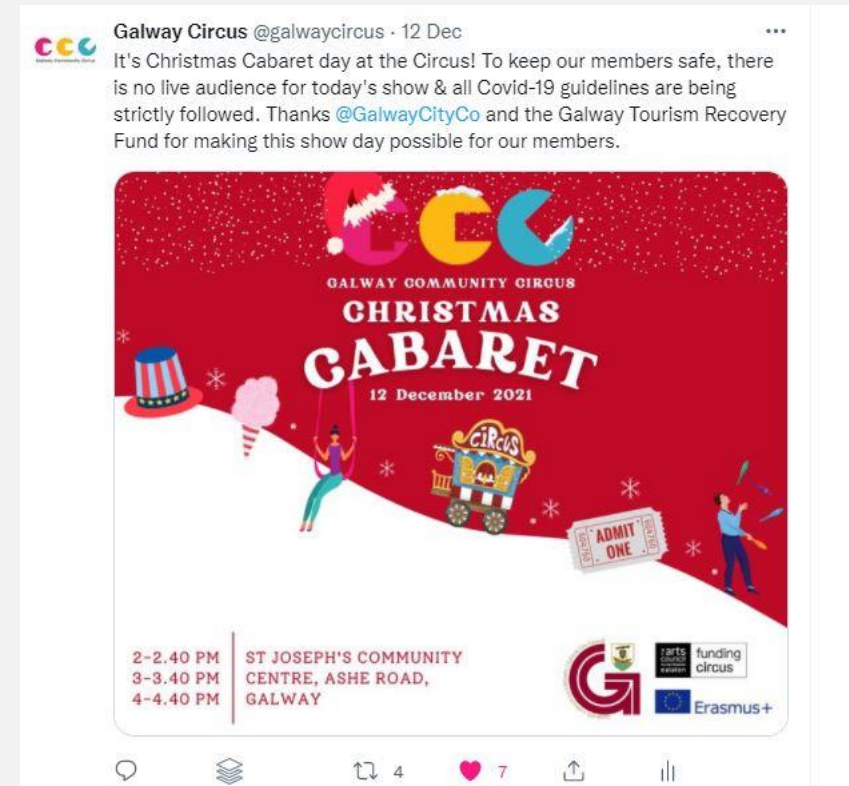 Galway Circus @galwaycircus · 12 Dec
It's Christmas Cabaret day at the Circus! To keep our members safe, there
is no live audience for today's show & all Covid-19 guidelines are being
strictly followed. Thanks @GalwayCityCo and the Galway Tourism Recovery
Fund for making this show day possible for our members.
CCC
GALWAY COMMUNITY CIRCUS
CHRISTMAS
CABARET
12 December 2021
CIRCUS
ADMIT
ONE
2-2.40 PM
3-3.40 PM
4-4.40 PM
ST JOSEPH'S COMMUNITY
CENTRE, ASHE ROAD,
GALWAY
arts
council
funding
circus
Erasmus+
4
7